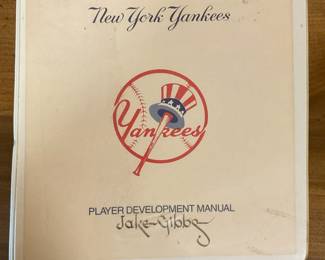 New York Yankees
Yankees
PLAYER DEVELOPMENT MANUAL
Jake Gibbs